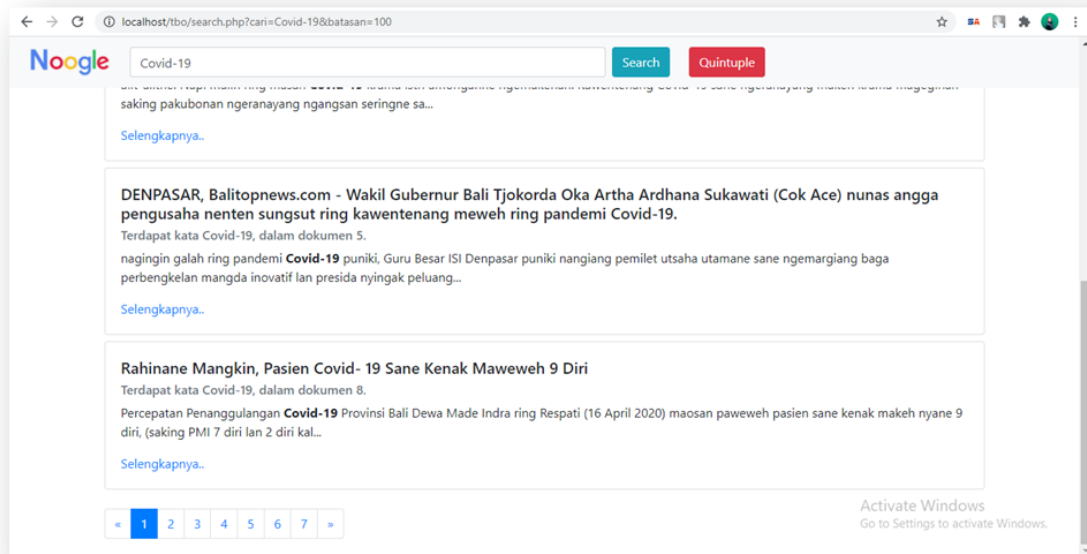 localhost/tbo/search.php?cari=Covid-19&batasan=100
Noogle
Covid-19
Search
Quintuple
saking pakubonan ngeranayang ngangsan seringne sa...
Selengkapnya..
DENPASAR, Balitopnews.com - Wakil Gubernur Bali Tjokorda Oka Artha Ardhana Sukawati (Cok Ace) nunas angga
pengusaha nenten sungsut ring kawentenang meweh ring pandemi Covid-19.
Terdapat kata Covid-19, dalam dokumen 5.
nagingin galah ring pandemi Covid-19 puniki, Guru Besar ISI Denpasar puniki nangiang pemilet utsaha utamane sane ngemargiang baga
perbengkelan mangda inovatif lan presida nyingak peluang...
Selengkapnya..
Rahinane Mangkin, Pasien Covid- 19 Sane Kenak Maweweh 9 Diri
Terdapat kata Covid-19, dalam dokumen 8.
Percepatan Penanggulangan Covid-19 Provinsi Bali Dewa Made Indra ring Respati (16 April 2020) maosan paweweh pasien sane kenak makeh nyane 9
diri, (saking PMI 7 diri lan 2 diri kal...
Selengkapnya..
« 1 2 3 4 5 6 7 »
Activate Windows
Go to Settings to activate Windows.